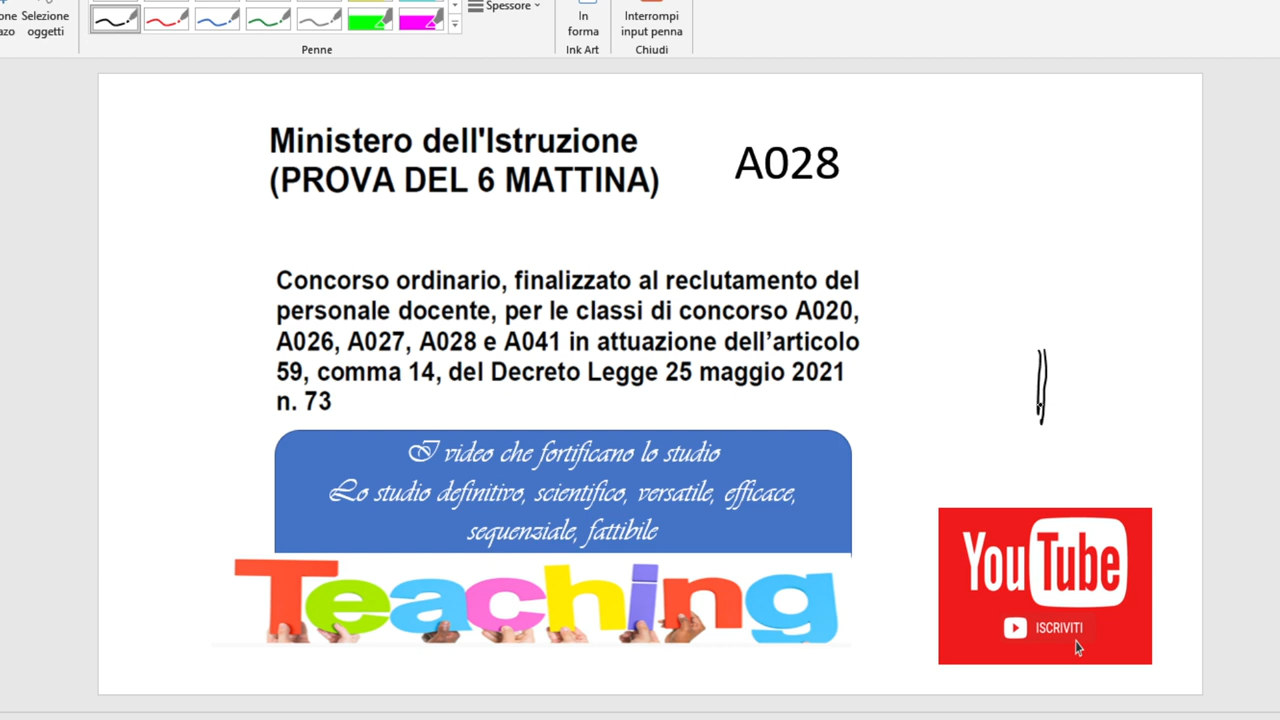 Selezione
oggetti
Penne
Spessore
In
forma
Ink Art
Interrompi
input penna
Chiudi
Ministero dell'Istruzione
(PROVA DEL 6 MATTINA)
A028
Concorso ordinario, finalizzato al reclutamento del
personale docente, per le classi di concorso A020,
A026, A027, A028 e A041 in attuazione dell’articolo
59, comma 14, del Decreto Legge 25 maggio 2021
n. 73
I video che fortificano lo studio
Lo studio definitivo, scientifico, versatile, efficace,
sequenziale, fattibile
Teaching
YouTube
ISCRIVITI